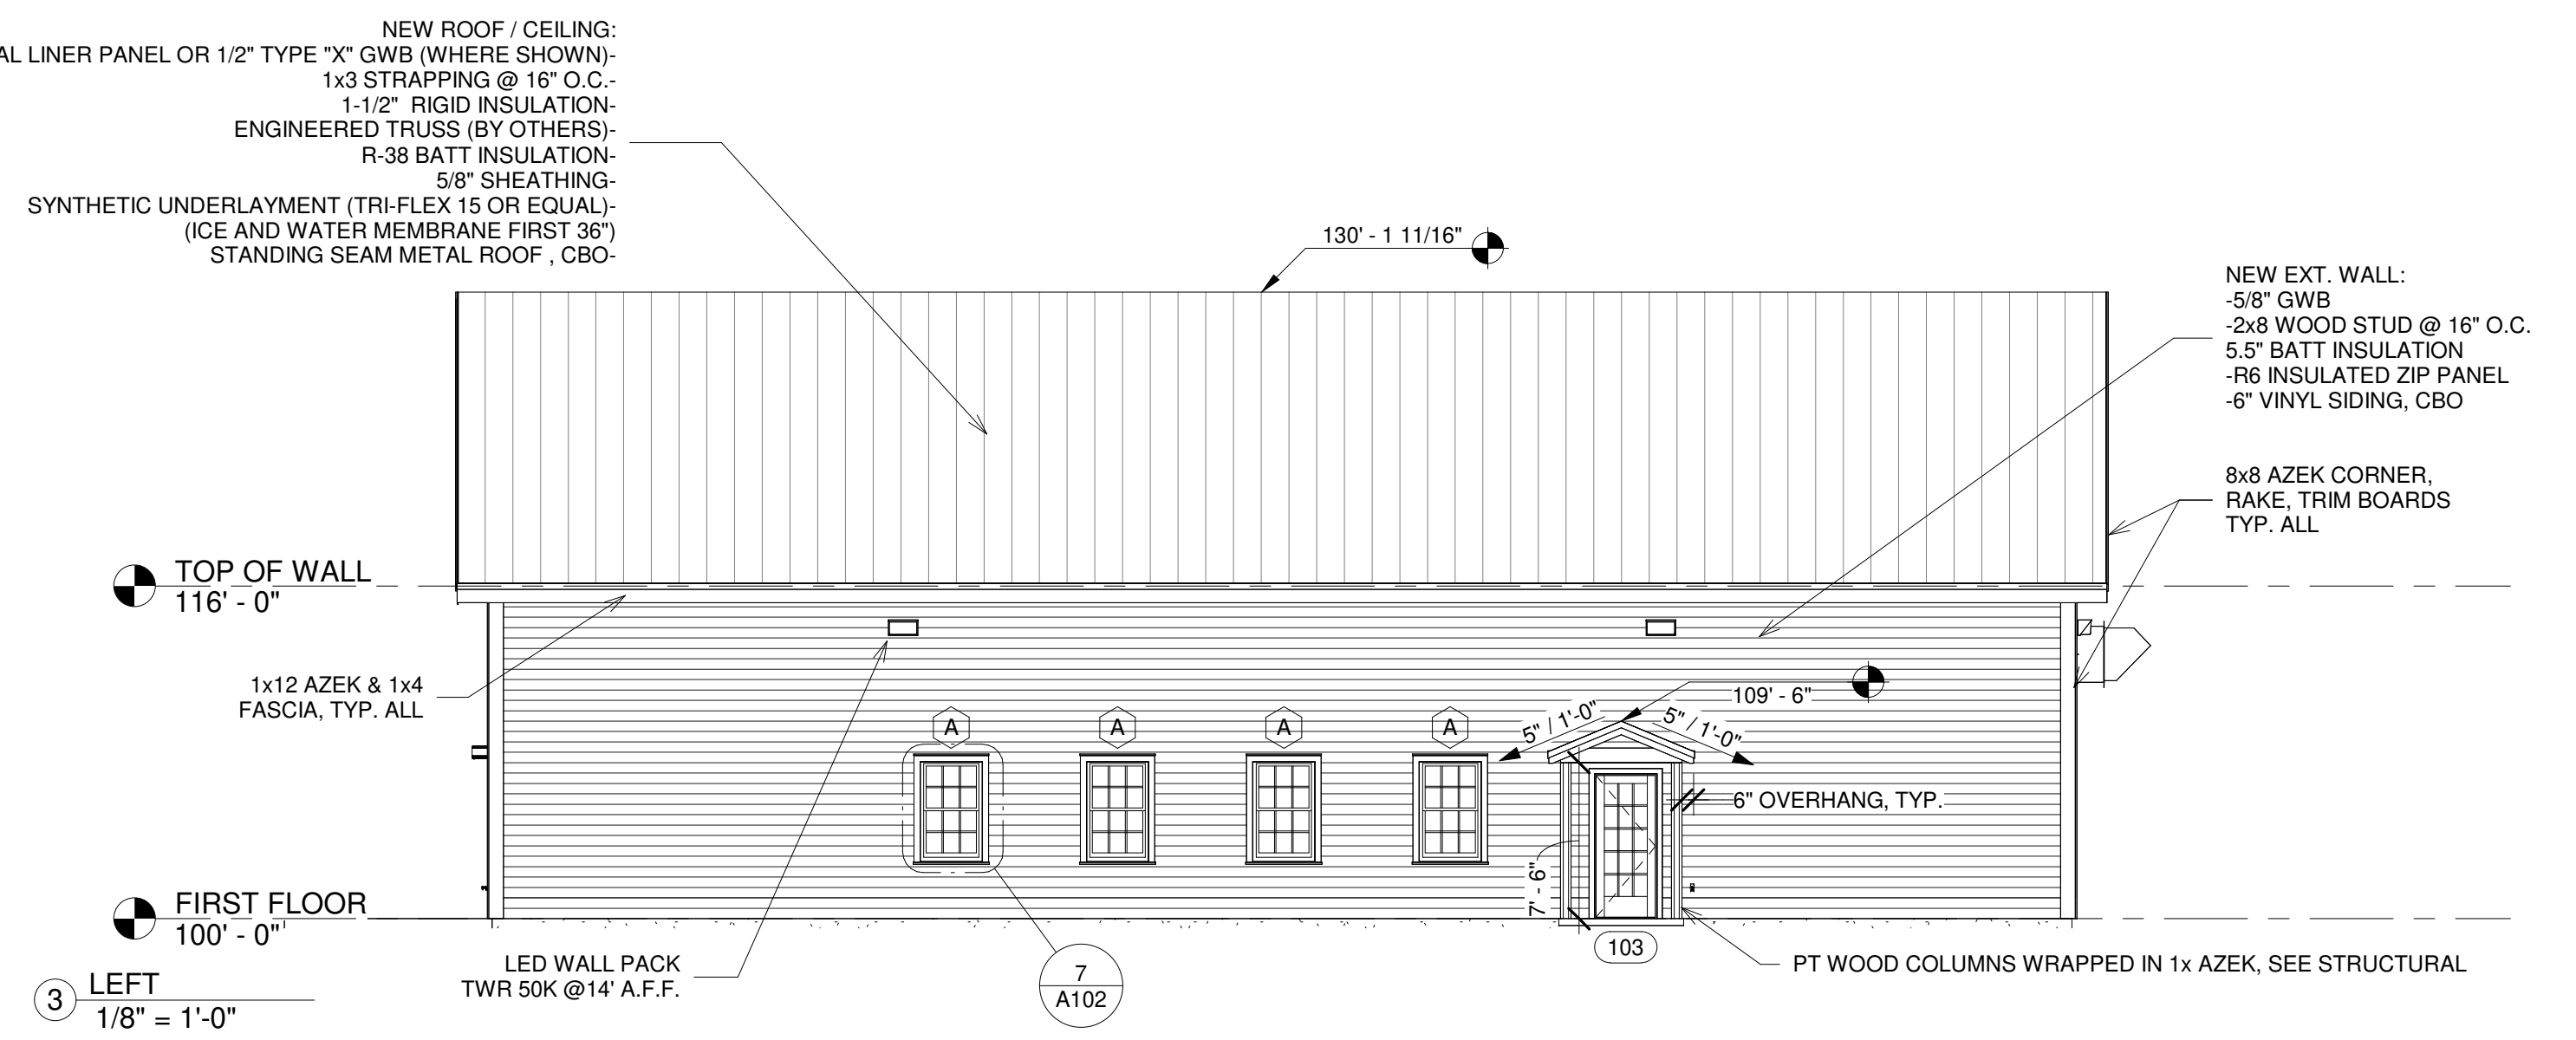 NEW ROOF / CEILING:
LINER PANEL OR 1/2" TYPE "X" GWB (WHERE SHOWN)-
1x3 STRAPPING @ 16" O.C.-
1-1/2" RIGID INSULATION-
ENGINEERED TRUSS (BY OTHERS)-
R-38 BATT INSULATION-
5/8" SHEATHING-
SYNTHETIC UNDERLAYMENT (TRI-FLEX 15 OR EQUAL)-
(ICE AND WATER MEMBRANE FIRST 36")
STANDING SEAM METAL ROOF , CBO-
130' - 1 11/16"
NEW EXT. WALL:
-5/8" GWB
-2x8 WOOD STUD @ 16" O.C.
5.5" BATT INSULATION
-R6 INSULATED ZIP PANEL
-6" VINYL SIDING, CBO
8x8 AZEK CORNER,
RAKE, TRIM BOARDS
TYP. ALL
TOP OF WALL
116' - 0"
1x12 AZEK & 1x4
FASCIA, TYP. ALL
A
A
A
A
5" / 1'-0"
5" / 1'-0"
109' - 6"
6" OVERHANG, TYP.
7' - 6"
FIRST FLOOR
100' - 0"
103
LED WALL PACK
TWR 50K @14' A.F.F.
7
A102
PT WOOD COLUMNS WRAPPED IN 1x AZEK, SEE STRUCTURAL
3
LEFT
1/8" = 1'-0"